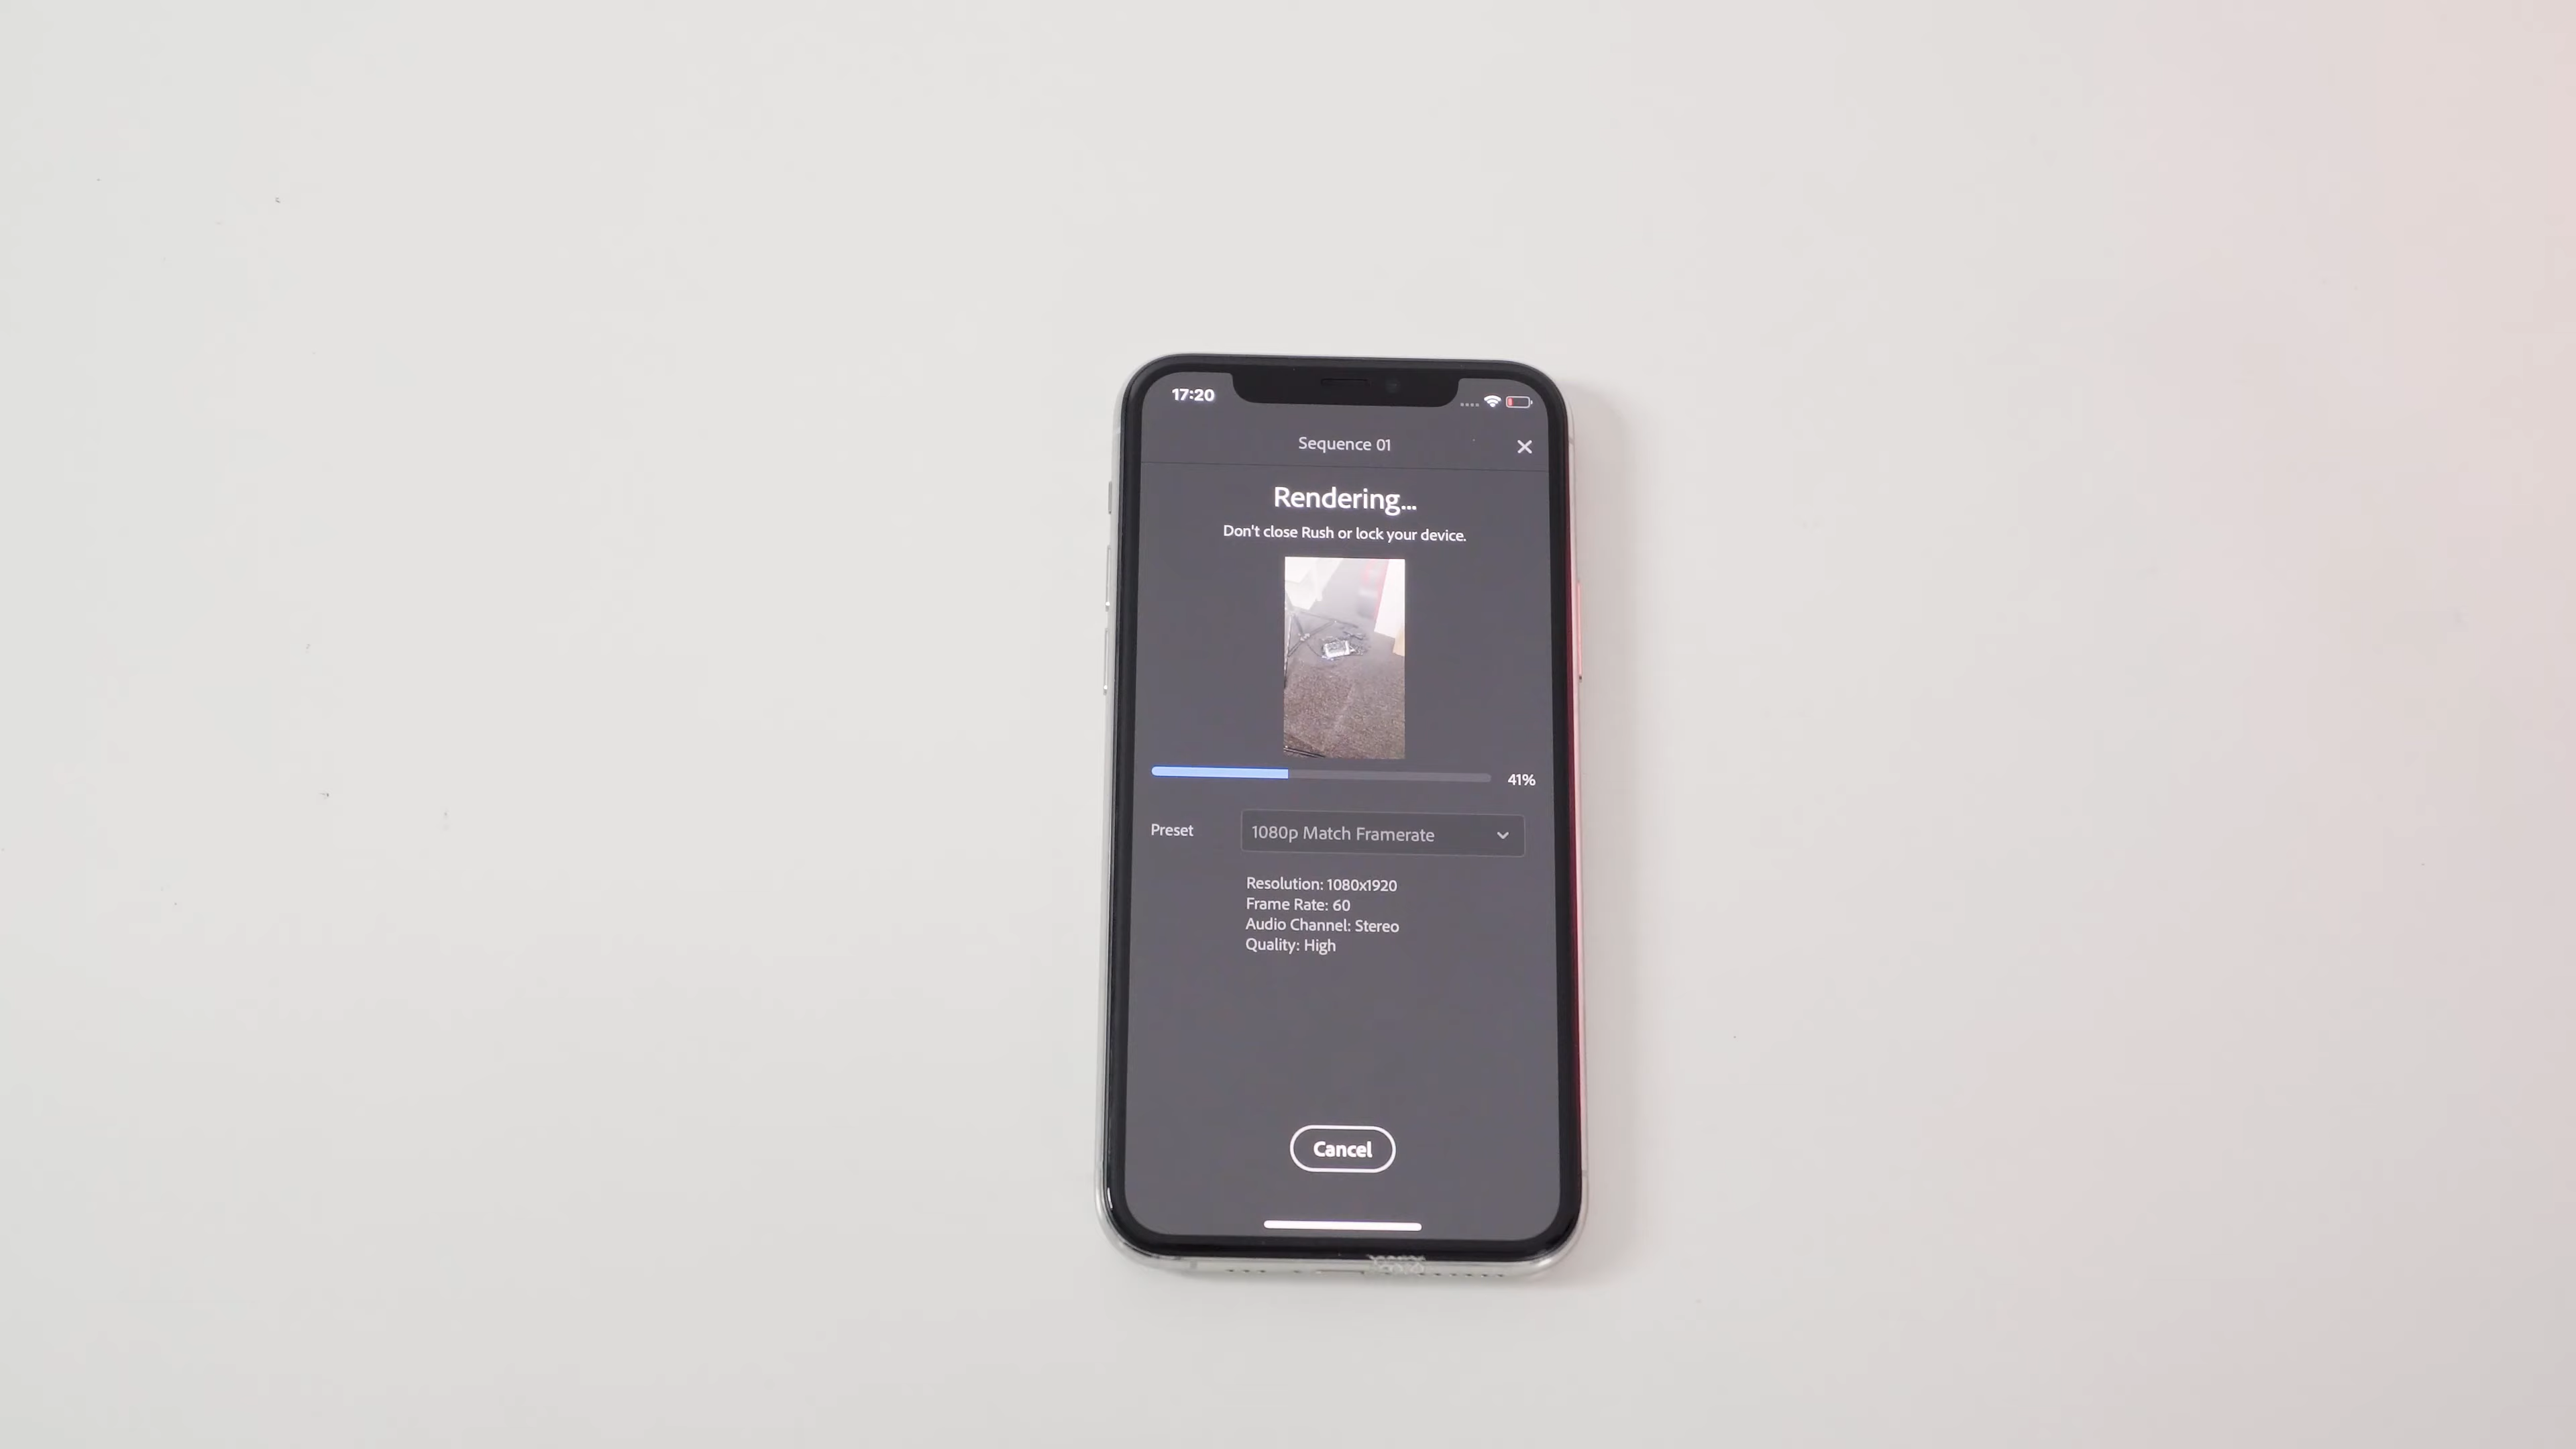 17:20
Sequence 01
Rendering...
Don't close Rush or lock your device.
41%
Preset
1080p Match Framerate
Resolution: 1080x1920
Frame Rate: 60
Audio Channel: Stereo
Quality: High
Cancel